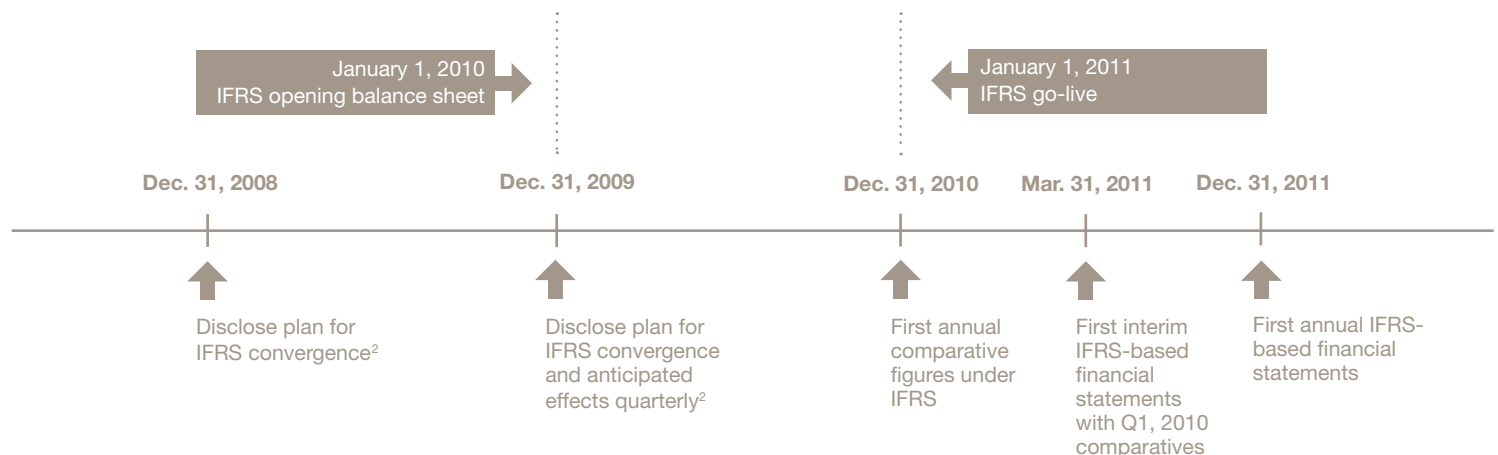 January 1, 2010
IFRS opening balance sheet
January 1, 2011
IFRS go-live
Dec. 31, 2008
Dec. 31, 2009
Dec. 31, 2010
Mar. 31, 2011
Dec. 31, 2011
Disclose plan for
IFRS convergence²
Disclose plan for
IFRS convergence
and anticipated
effects quarterly²
First annual
comparative
figures under
IFRS
First interim
IFRS-based
financial
statements
with Q1, 2010
comparatives
First annual IFRS-
based financial
statements